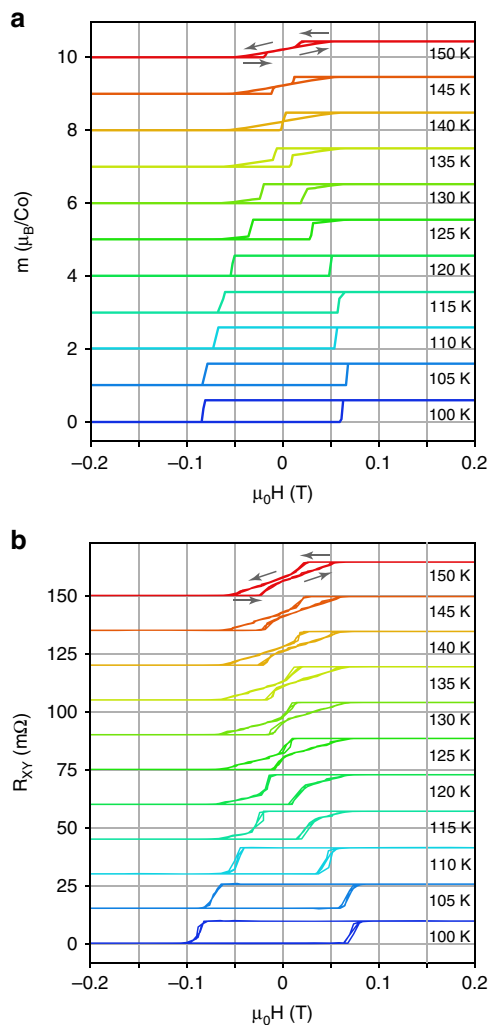 a
10
8
6
4
2
0
m (μB/Co)
150 K
145 K
140 K
135 K
130 K
125 K
120 K
115 K
110 K
105 K
100 K
−0.2 −0.1 0 0.1 0.2
μ0H (T)
b
150
125
100
75
50
25
0
RXY (mΩ)
150 K
145 K
140 K
135 K
130 K
125 K
120 K
115 K
110 K
105 K
100 K
−0.2 −0.1 0 0.1 0.2
μ0H (T)